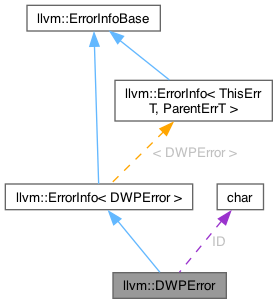 llvm::ErrorInfoBase
llvm::ErrorInfo< ThisErr
T, ParentErrT >
< DWPError >
llvm::ErrorInfo< DWPError >
char
ID
llvm::DWPError